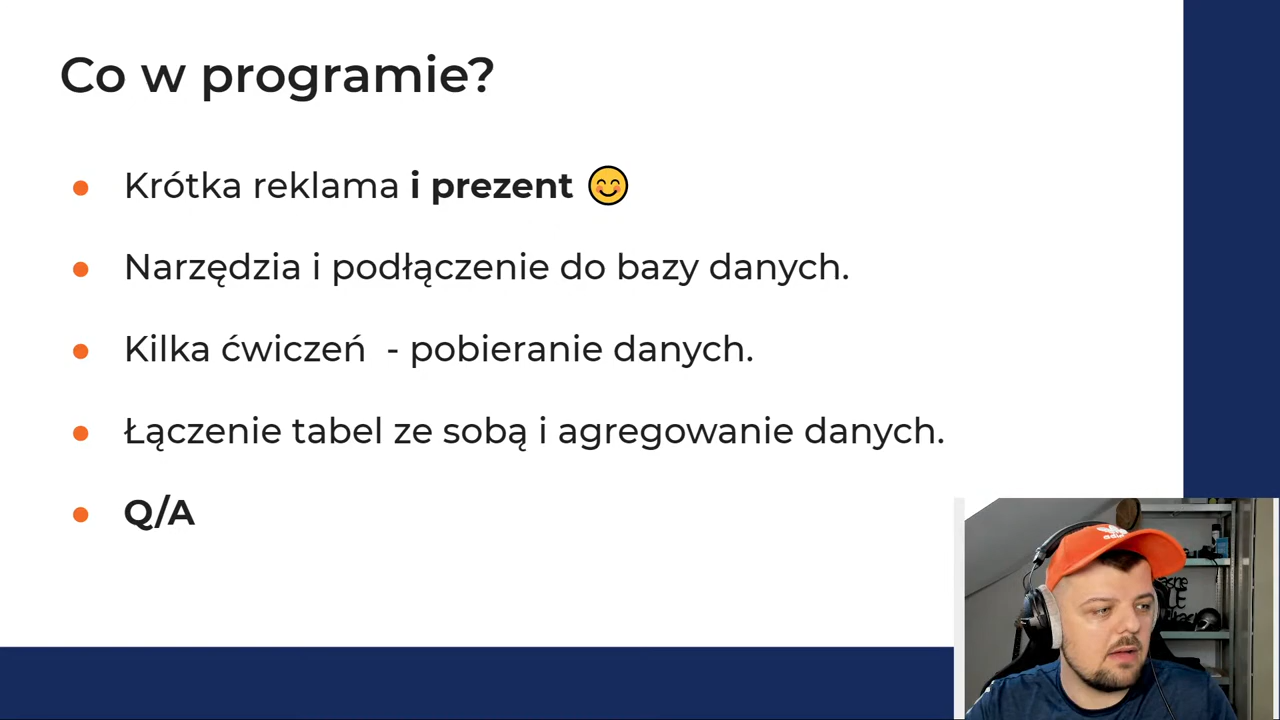 Co w programie?
Krótka reklama i prezent 😊
Narzędzia i podłączenie do bazy danych.
Kilka ćwiczeń - pobieranie danych.
Łączenie tabel ze sobą i agregowanie danych.
Q/A